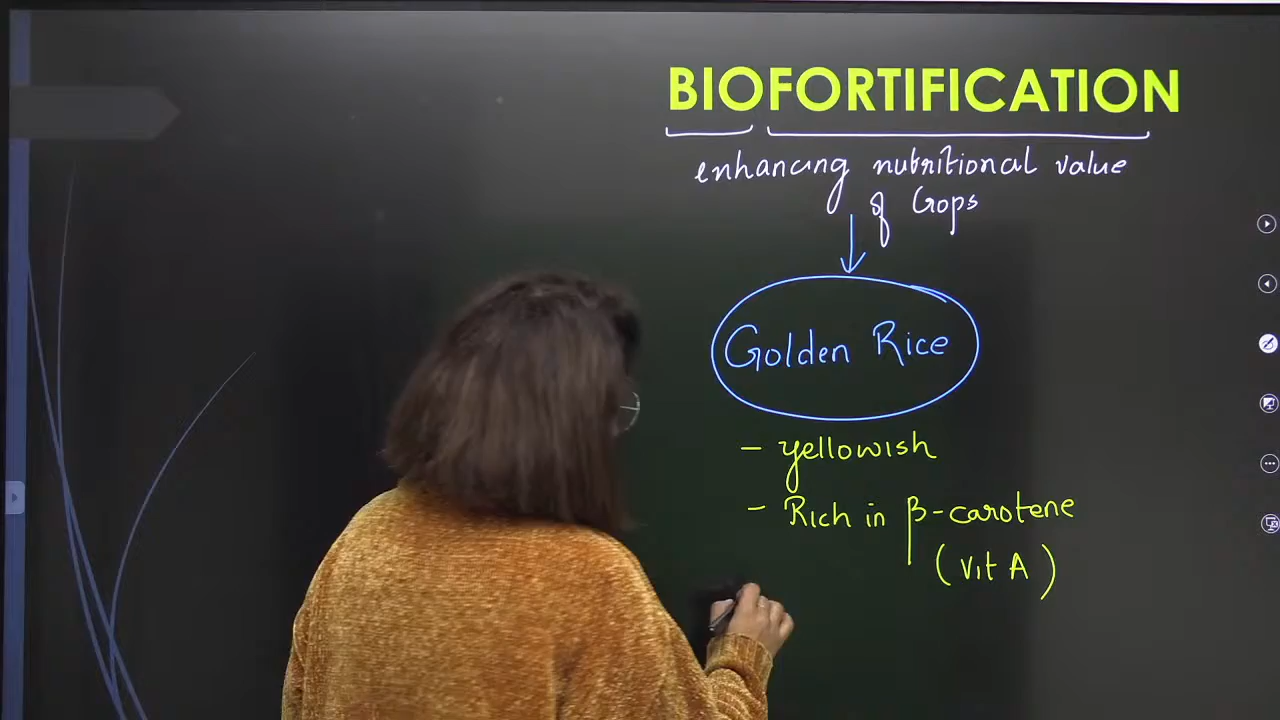 BIOFORTIFICATION
enhancing nutritional value
of Crops
Golden Rice
- yellowish
- Rich in β-carotene
(Vit A)